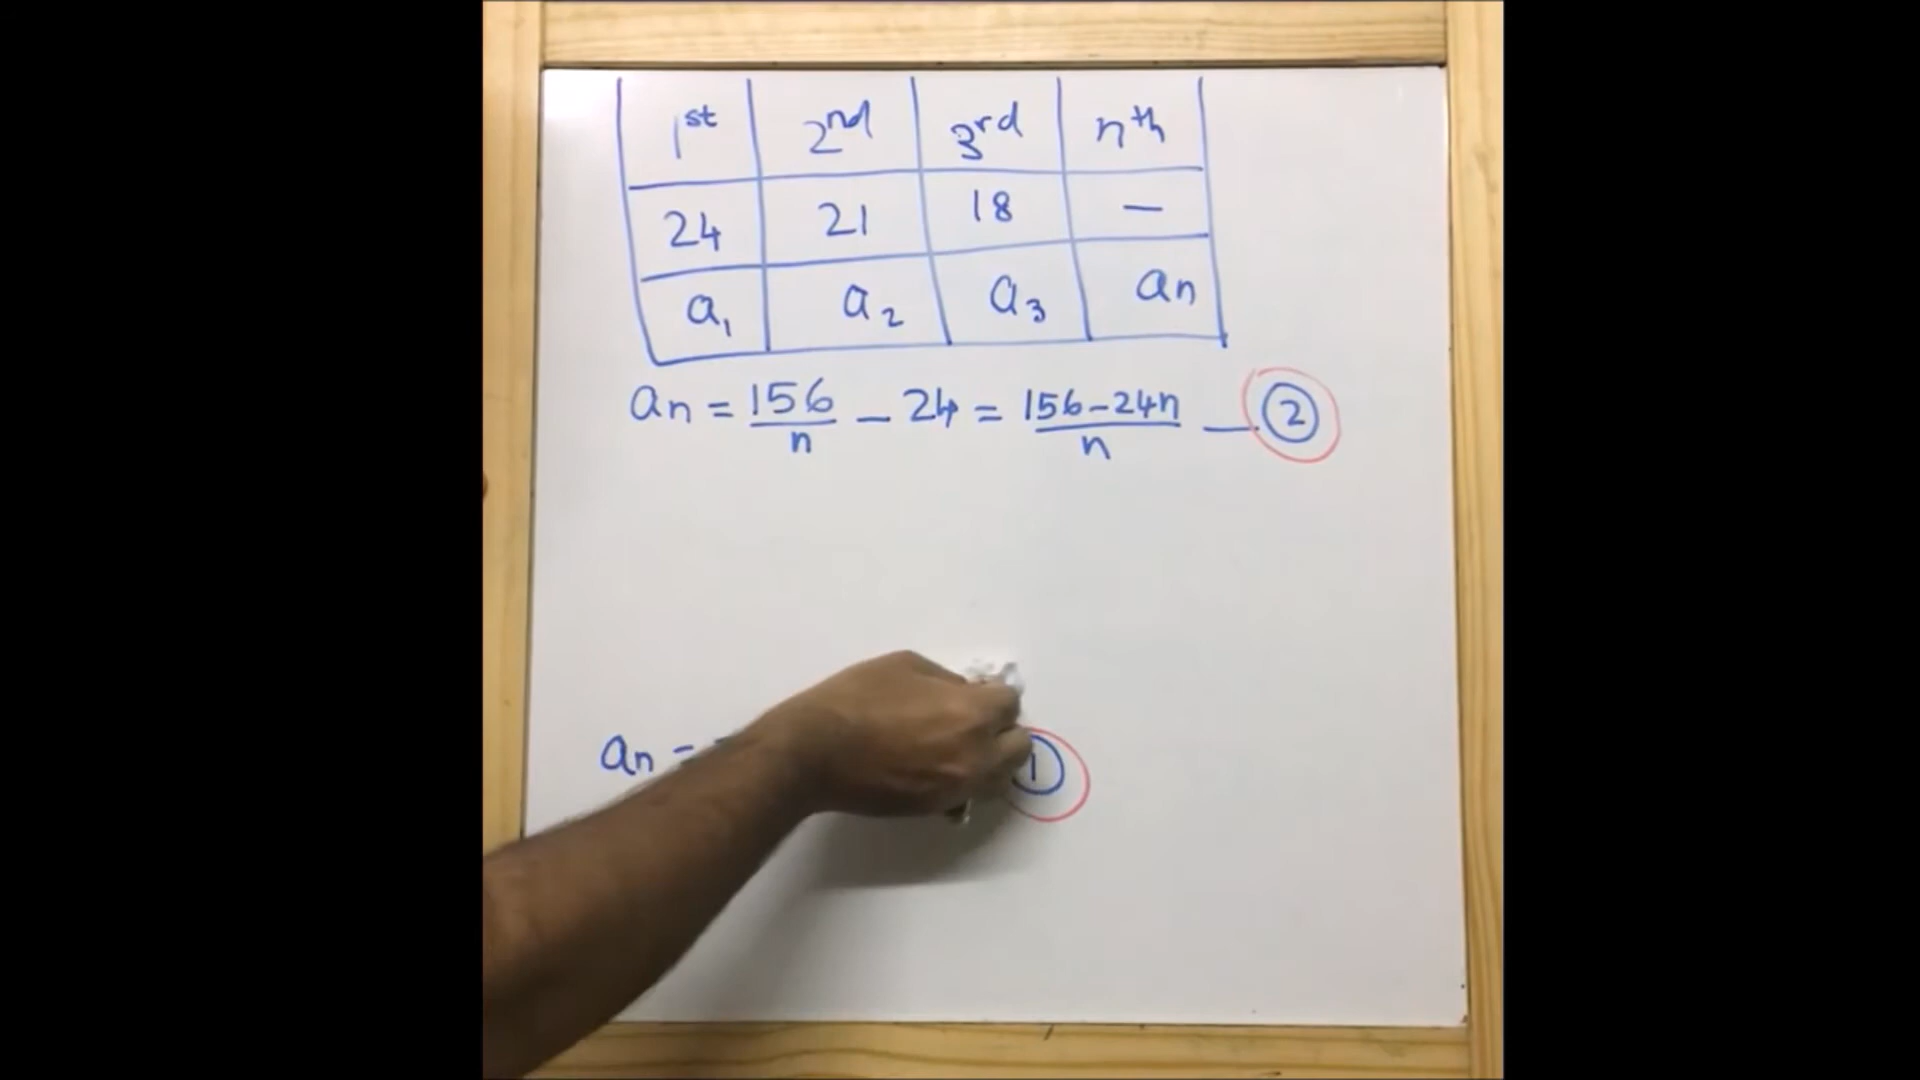 1st 2nd 3rd nth
24 21 18 —
a1 a2 a3 an
an = 156/n – 24 = 156–24n/n — 2
an = 1